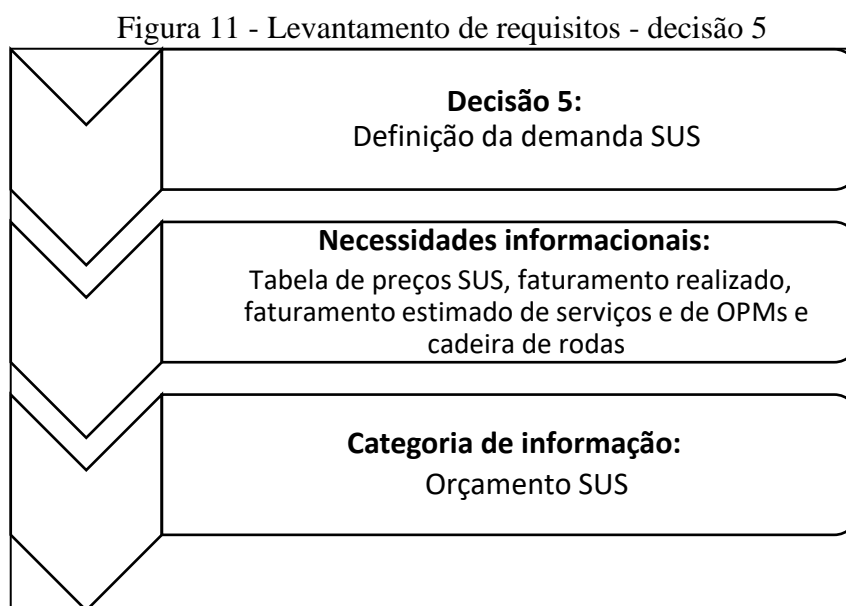 Figura 11 - Levantamento de requisitos - decisão 5
Decisão 5:
Definição da demanda SUS
Necessidades informacionais:
Tabela de preços SUS, faturamento realizado,
faturamento estimado de serviços e de OPMs e
cadeira de rodas
Categoria de informação:
Orçamento SUS